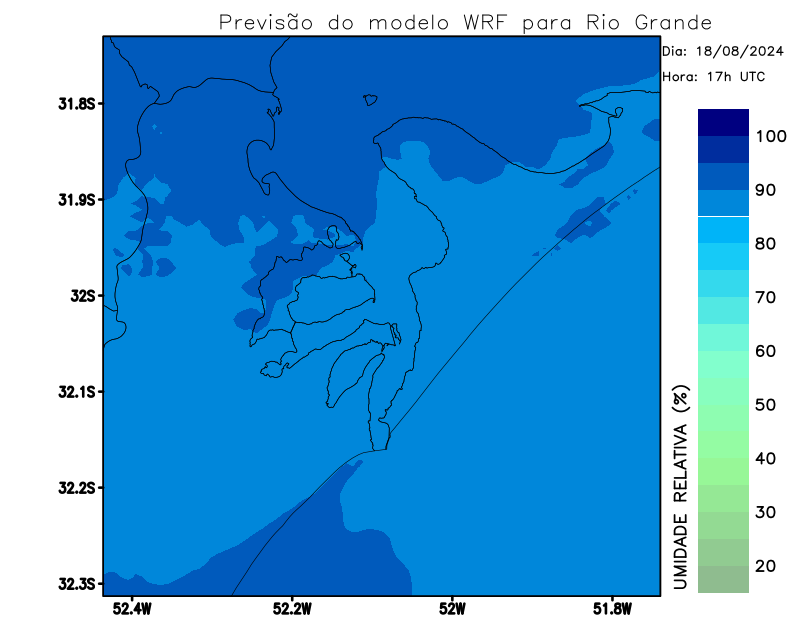 Previsão do modelo WRF para Rio Grande
Dia: 18/08/2024
Hora: 17h UTC
31.8S
31.9S
32S
32.1S
32.2S
32.3S
52.4W
52.2W
52W
51.8W
100
90
80
70
60
50
40
30
20
UMIDADE RELATIVA (%)